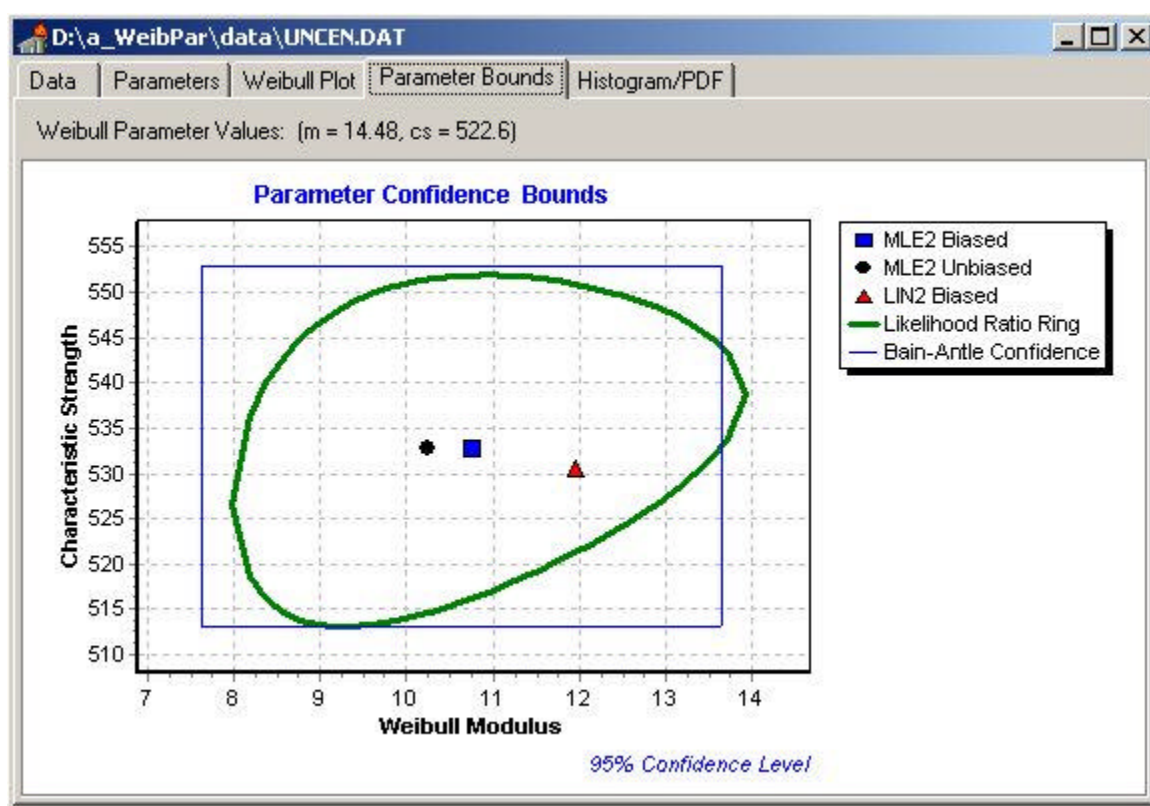 D:\a_WeibPar\data\UNCEN.DAT
Data Parameters Weibull Plot Parameter Bounds Histogram/PDF
Weibull Parameter Values: (m = 14.48, cs = 522.6)
Parameter Confidence Bounds
555
550
545
540
535
530
525
520
515
510
Characteristic Strength
7 8 9 10 11 12 13 14
Weibull Modulus
95% Confidence Level
MLE2 Biased
MLE2 Unbiased
LIN2 Biased
Likelihood Ratio Ring
Bain-Antle Confidence